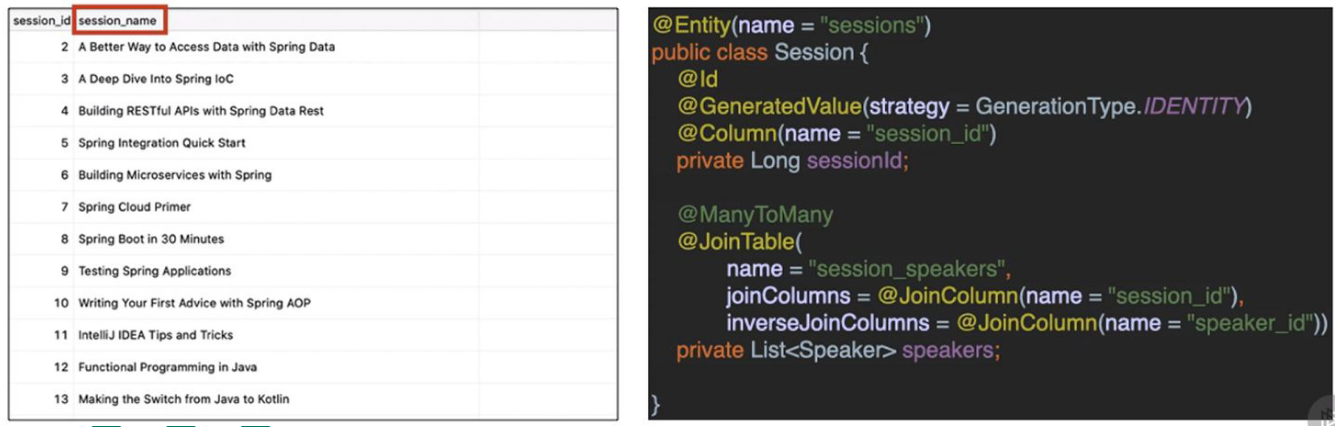 session_id session_name
2 A Better Way to Access Data with Spring Data
3 A Deep Dive Into Spring IoC
4 Building RESTful APIs with Spring Data Rest
5 Spring Integration Quick Start
6 Building Microservices with Spring
7 Spring Cloud Primer
8 Spring Boot in 30 Minutes
9 Testing Spring Applications
10 Writing Your First Advice with Spring AOP
11 IntelliJ IDEA Tips and Tricks
12 Functional Programming in Java
13 Making the Switch from Java to Kotlin
@Entity(name = "sessions")
public class Session {
@Id
@GeneratedValue(strategy = GenerationType.IDENTITY)
@Column(name = "session_id")
private Long sessionId;
@ManyToMany
@JoinTable(
name = "session_speakers",
joinColumns = @JoinColumn(name = "session_id"),
inverseJoinColumns = @JoinColumn(name = "speaker_id"))
private List<Speaker> speakers;
}